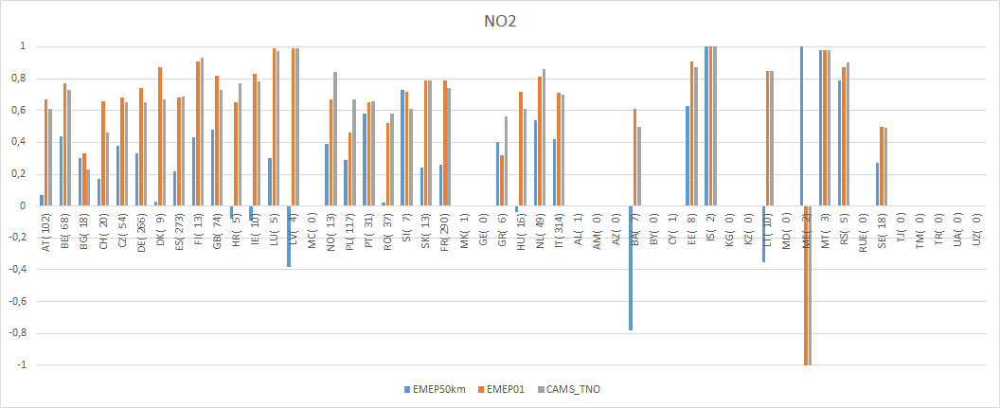 NO2
1
0,8
0,6
0,4
0,2
0
-0,2
-0,4
-0,6
-0,8
-1
AT( 102)
BE( 68)
BG( 18)
CH( 20)
CZ( 54)
DE( 266)
DK( 9)
ES( 273)
FI( 13)
GB( 74)
HR( 5)
IE( 10)
LU( 5)
LV( 4)
MC( 0)
NO( 13)
PL( 117)
PT( 31)
RO( 37)
SI( 7)
SK( 13)
FR( 290)
MK( 1)
GE( 0)
GR( 6)
HU( 16)
NL( 49)
IT( 314)
AL( 1)
AM( 0)
AZ( 0)
BA( 7)
BY( 0)
CY( 1)
EE( 8)
IS( 2)
KG( 0)
KZ( 0)
LT( 10)
MD( 0)
ME( 2)
MT( 3)
RS( 5)
RUE( 0)
SE( 18)
TJ( 0)
TM( 0)
TR( 0)
UA( 0)
UZ( 0)
EMEP50km EMEP01 CAMS_TNO